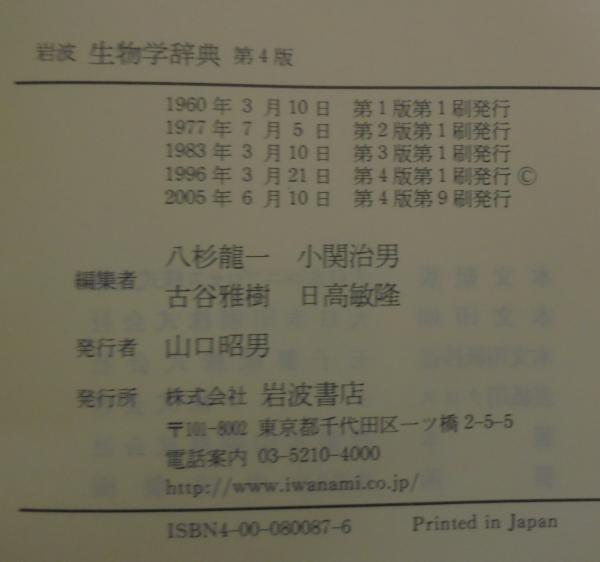 岩波 生物学辞典 第4版
1960年3月10日 第1版第1刷発行
1977年7月5日 第2版第1刷発行
1983年3月10日 第3版第1刷発行
1996年3月21日 第4版第1刷発行 ©
2005年6月10日 第4版第9刷発行
編集者 八杉龍一 小関治男
古谷雅樹 日高敏隆
発行者 山口昭男
発行所 株式会社 岩波書店
〒101-8002 東京都千代田区一ツ橋2-5-5
電話案内 03-5210-4000
http://www.iwanami.co.jp/
ISBN4-00-080087-6 Printed in Japan